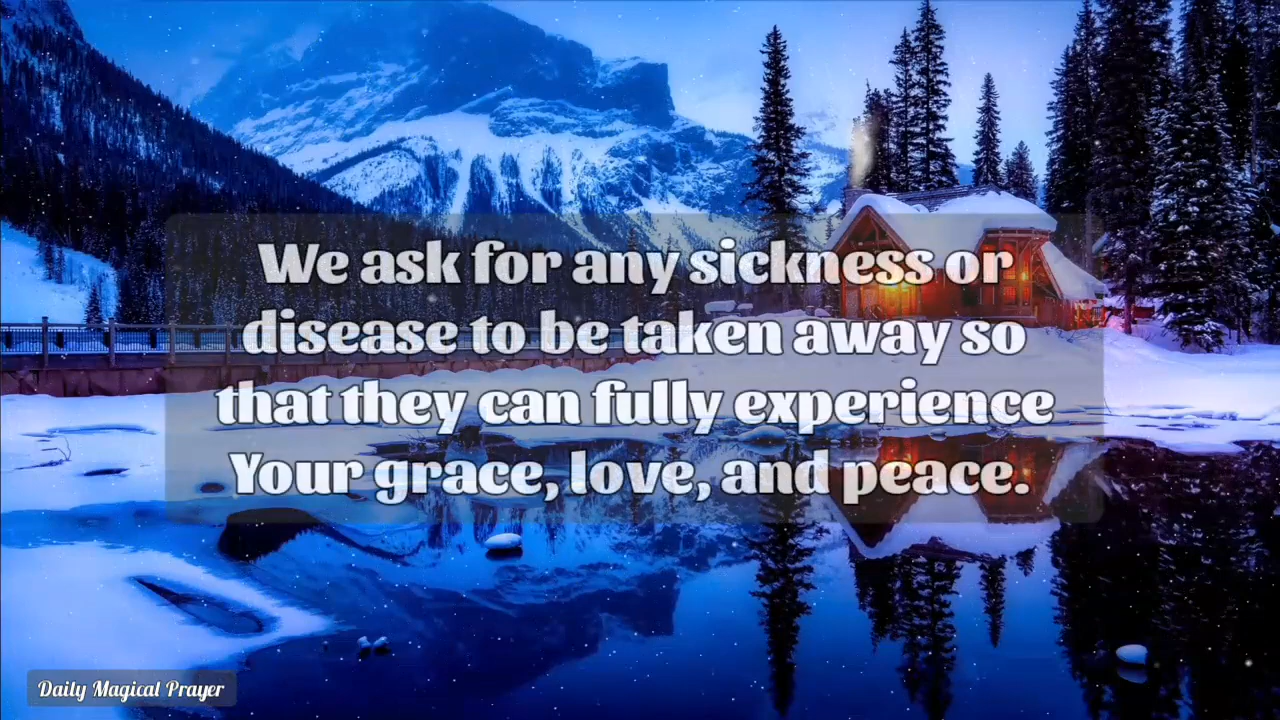 We ask for any sickness or
disease to be taken away so
that they can fully experience
Your grace, love, and peace.
Daily Magical Prayer